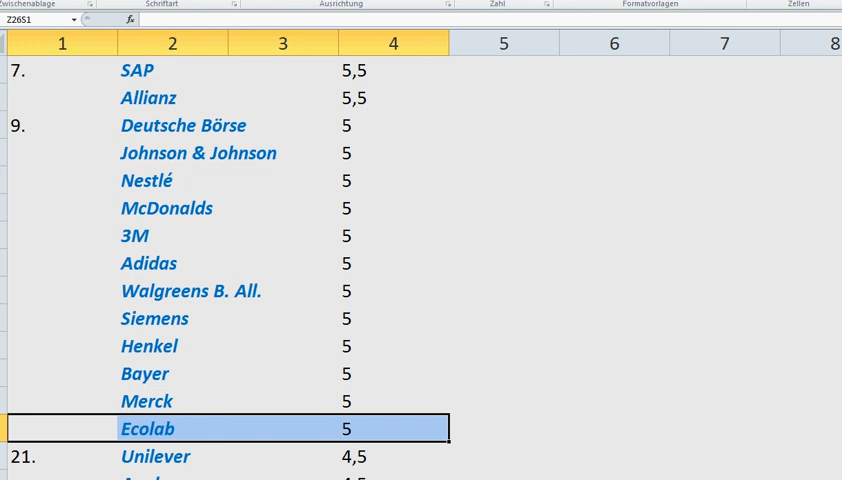 Zwischenablage Schriftart Ausrichtung Zahl Formatvorlagen Zellen
Z26S1 fx
1 2 3 4 5 6 7 8
7. SAP 5,5
Allianz 5,5
9. Deutsche Börse 5
Johnson & Johnson 5
Nestlé 5
McDonalds 5
3M 5
Adidas 5
Walgreens B. All. 5
Siemens 5
Henkel 5
Bayer 5
Merck 5
Ecolab 5
21. Unilever 4,5